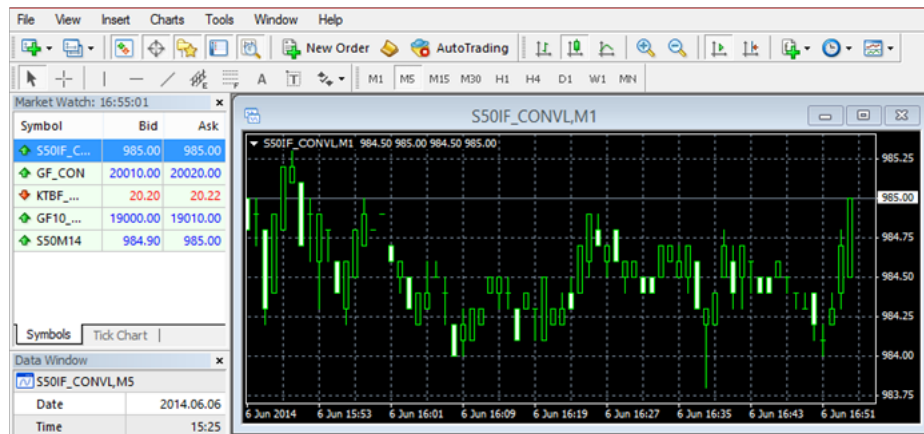 File View Insert Charts Tools Window Help
New Order AutoTrading
E F A T M1 M5 M15 M30 H1 H4 D1 W1 MN
Market Watch: 16:55:01
Symbol Bid Ask
S50IF_C... 985.00 985.00
GF_CON 20010.00 20020.00
KTBF_... 20.20 20.22
GF10_... 19000.00 19010.00
S50M14 984.90 985.00
Symbols Tick Chart
Data Window
S50IF_CONVL,M5
Date 2014.06.06
Time 15:25
S50IF_CONVL,M1
S50IF_CONVL,M1 984.50 985.00 984.50 985.00
985.25
985.00
984.75
984.50
984.25
984.00
983.75
6 Jun 2014 6 Jun 15:53 6 Jun 16:01 6 Jun 16:09 6 Jun 16:19 6 Jun 16:27 6 Jun 16:35 6 Jun 16:43 6 Jun 16:51